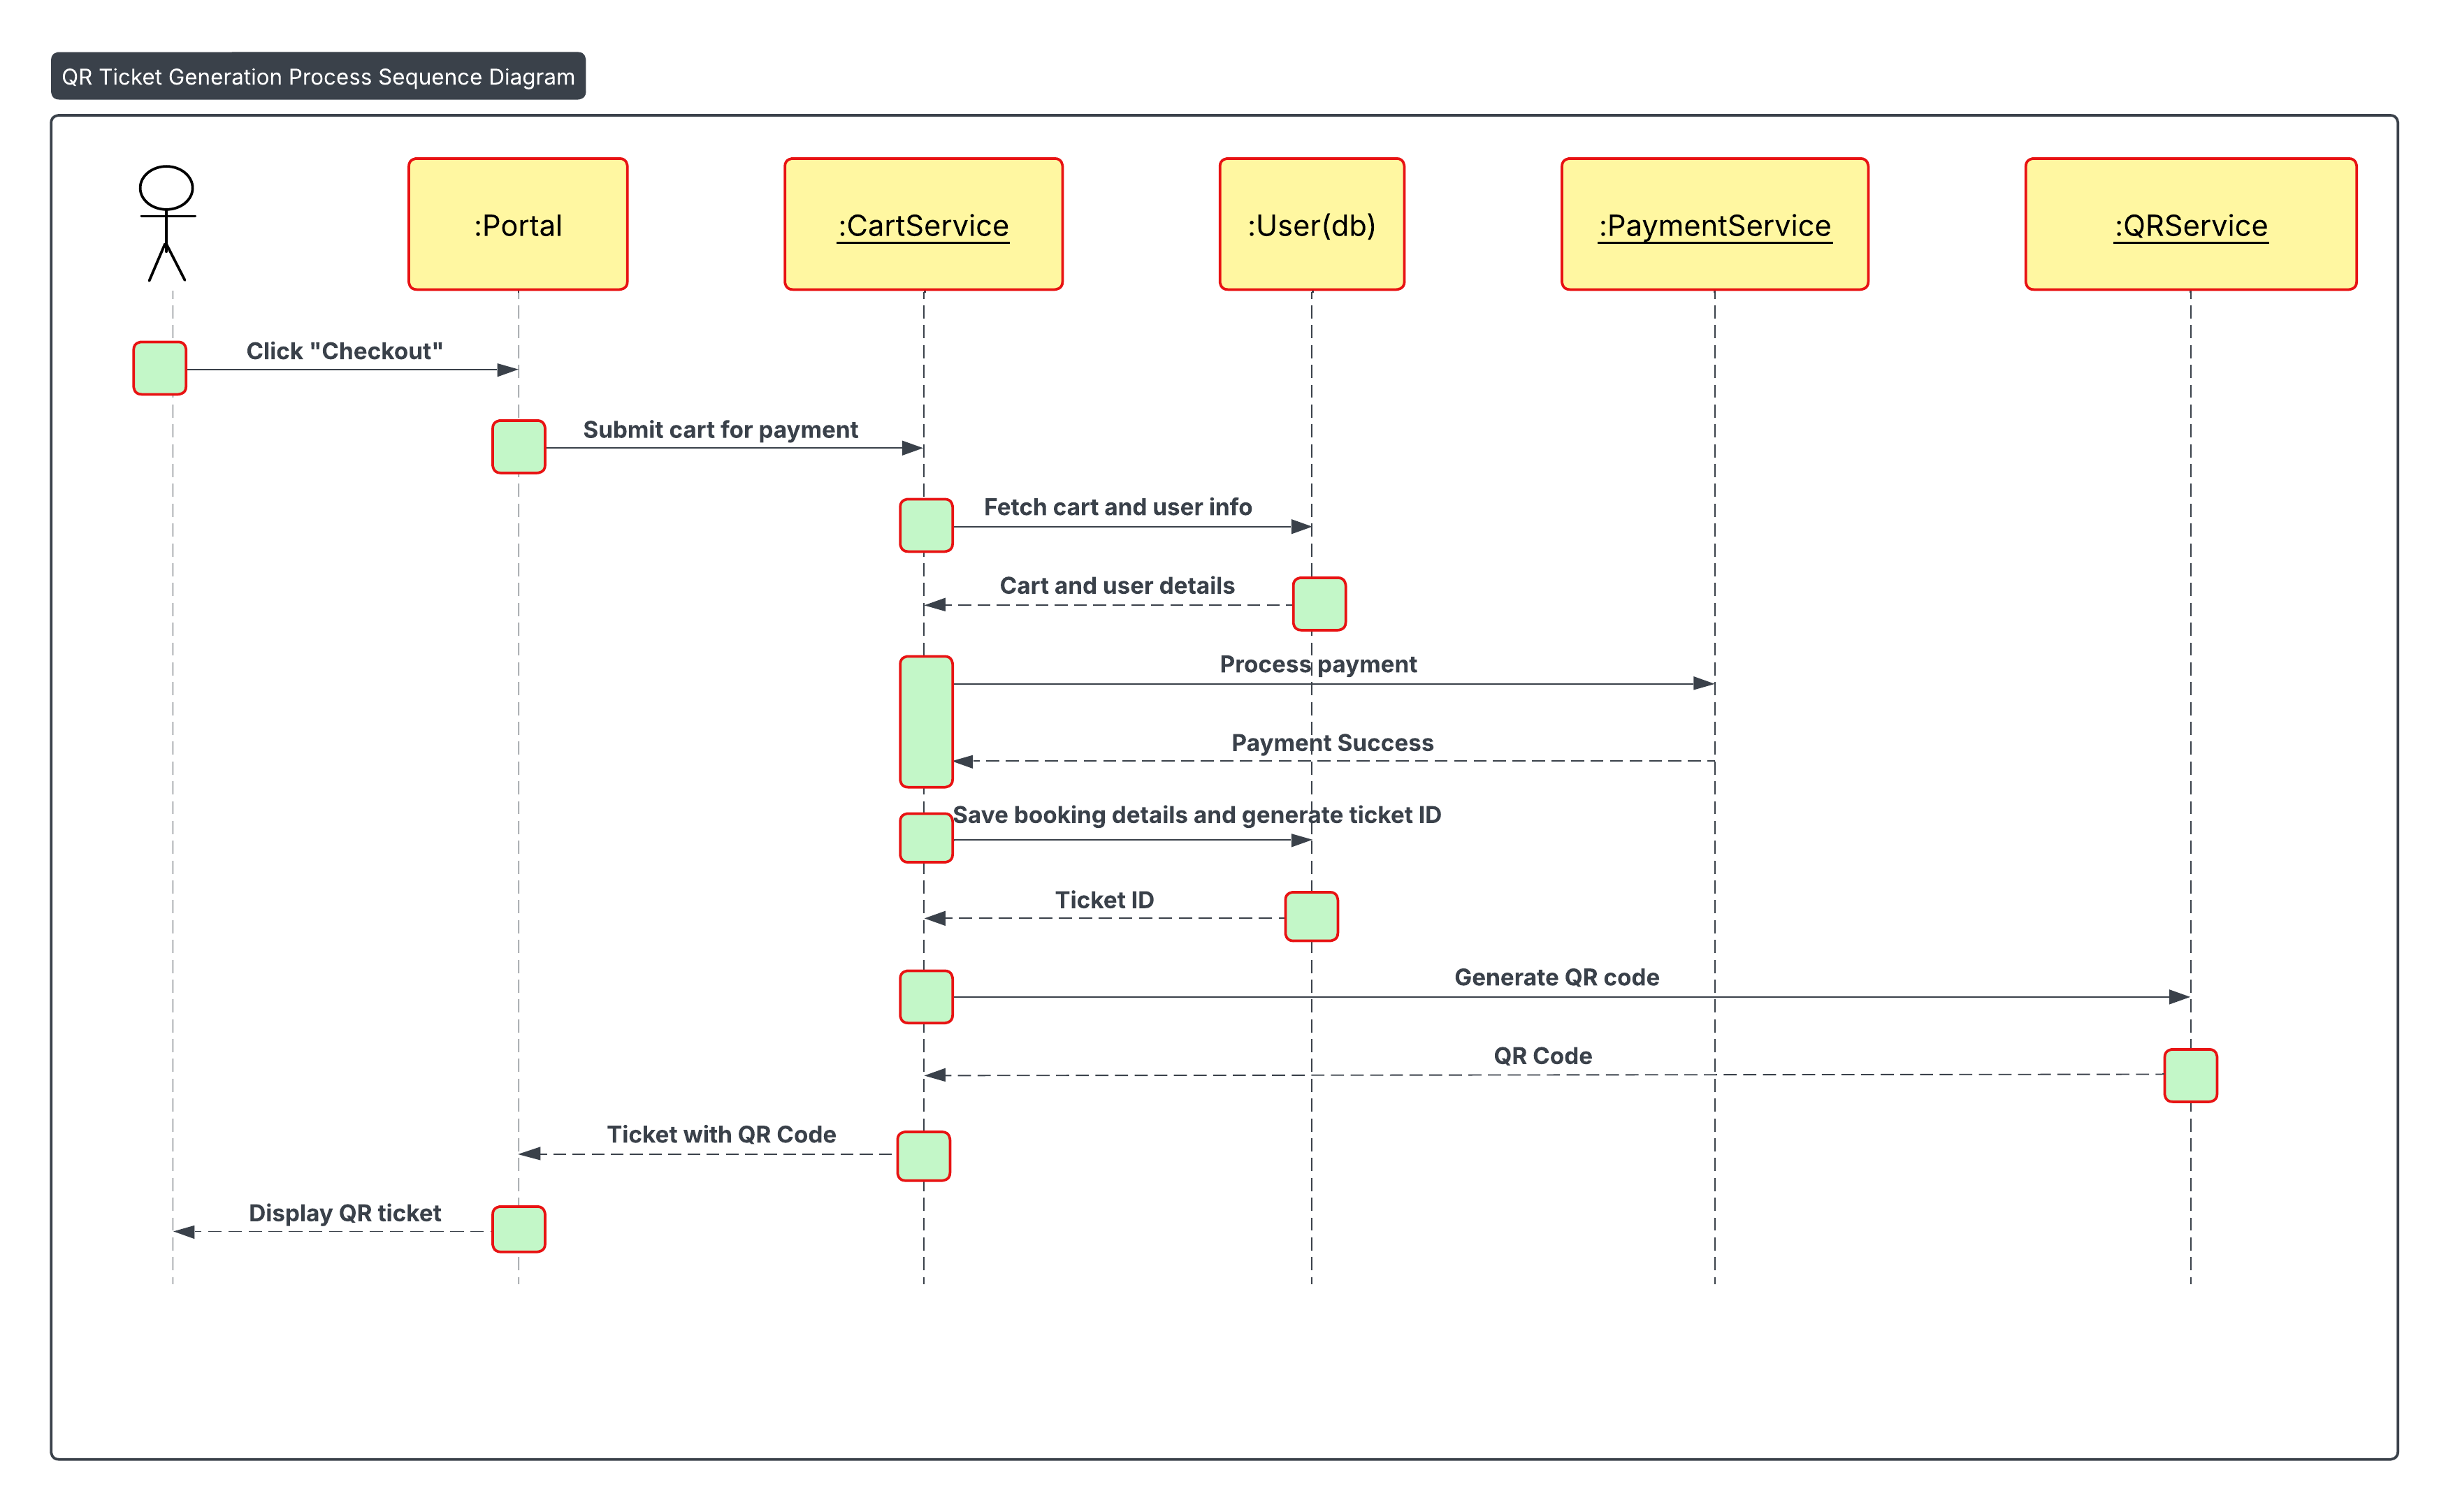 QR Ticket Generation Process Sequence Diagram
:Portal
:CartService
:User(db)
:PaymentService
:QRService
Click "Checkout"
Submit cart for payment
Fetch cart and user info
Cart and user details
Process payment
Payment Success
Save booking details and generate ticket ID
Ticket ID
Generate QR code
QR Code
Ticket with QR Code
Display QR ticket